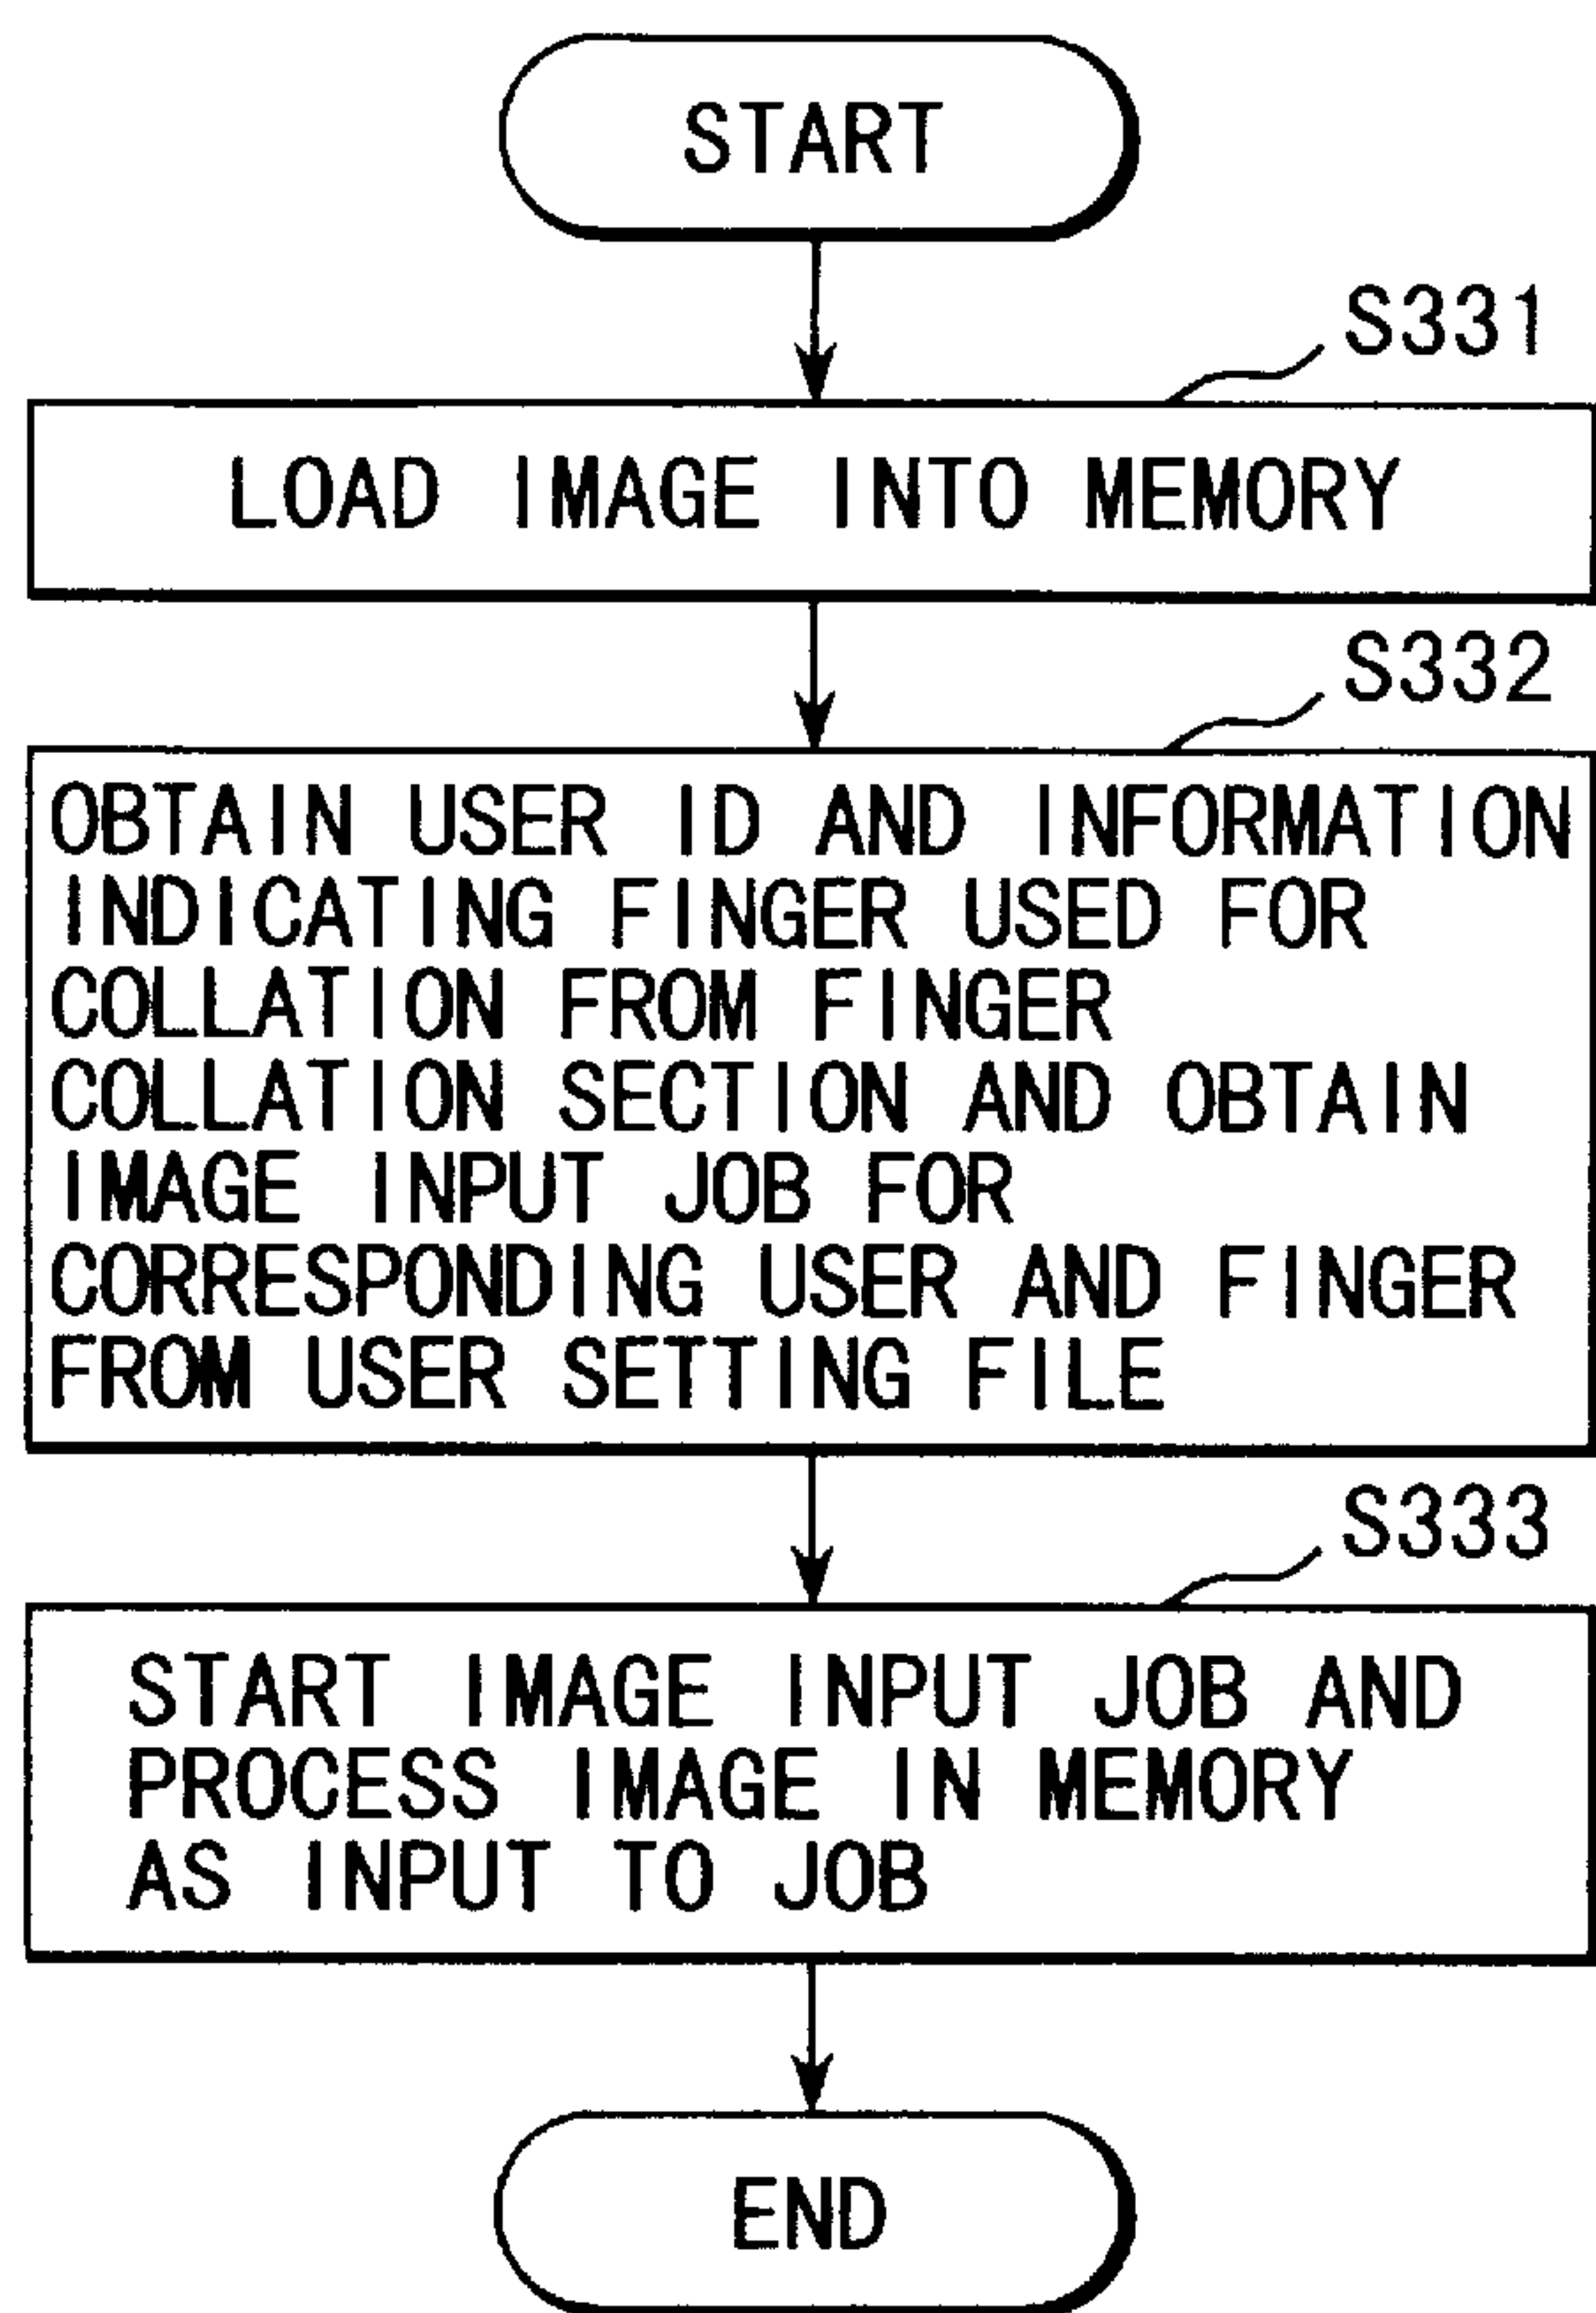 START
S331
LOAD IMAGE INTO MEMORY
S332
OBTAIN USER ID AND INFORMATION
INDICATING FINGER USED FOR
COLLATION FROM FINGER
COLLATION SECTION AND OBTAIN
IMAGE INPUT JOB FOR
CORRESPONDING USER AND FINGER
FROM USER SETTING FILE
S333
START IMAGE INPUT JOB AND
PROCESS IMAGE IN MEMORY
AS INPUT TO JOB
END